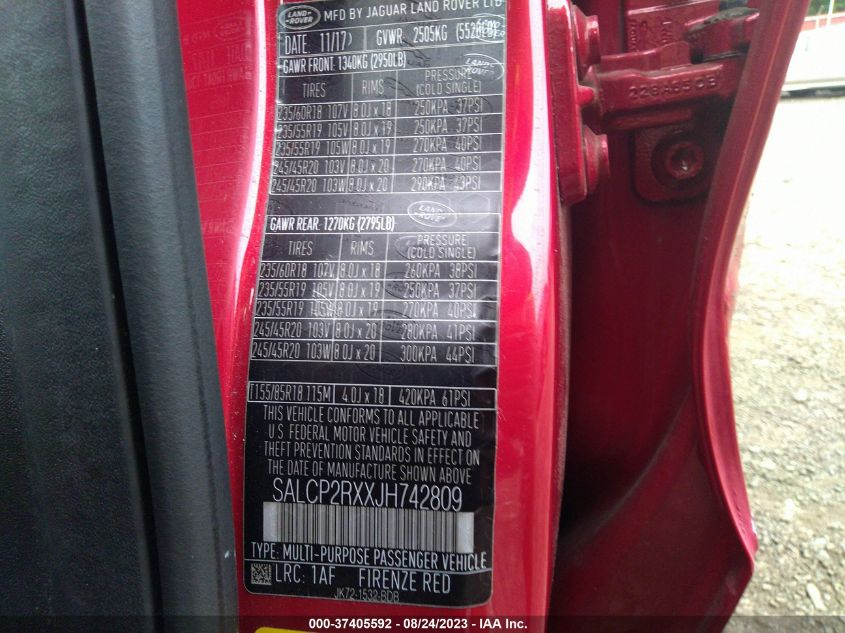 LAND ROVER MFD BY JAGUAR LAND ROVER LTD
DATE: 11/17 GVWR: 2505KG
GAWR FRONT: 1340KG (2950LB) LAND ROVER
TIRES RIMS PRESSURE (COLD SINGLE)
235/60R18 107V 8.0J x 18 250KPA 37PSI
235/55R19 105V 8.0J x 19 250KPA 37PSI
235/55R19 105W 8.0J x 19 270KPA 40PSI
245/45R20 103V 8.0J x 20 270KPA 40PSI
245/45R20 103W 8.0J x 20 290KPA 43PSI
GAWR REAR: 1270KG (2795LB) LAND ROVER
TIRES RIMS PRESSURE (COLD SINGLE)
235/60R18 107V 8.0J x 18 260KPA 38PSI
235/55R19 105V 8.0J x 19 250KPA 37PSI
235/55R19 105W 8.0J x 19 270KPA 40PSI
245/45R20 103V 8.0J x 20 280KPA 41PSI
245/45R20 103W 8.0J x 20 300KPA 44PSI
T155/85R18 115M 4.0J x 18 420KPA 61PSI
THIS VEHICLE CONFORMS TO ALL APPLICABLE
U.S FEDERAL MOTOR VEHICLE SAFETY AND
THEFT PREVENTION STANDARDS IN EFFECT ON
THE DATE OF MANUFACTURE SHOWN ABOVE
SALCP2RXXJH742809
TYPE: MULTI-PURPOSE PASSENGER VEHICLE
LRC: 1AF FIRENZE RED
JK72-1532-BDB
000-37405592 - 08/24/2023 - IAA Inc.